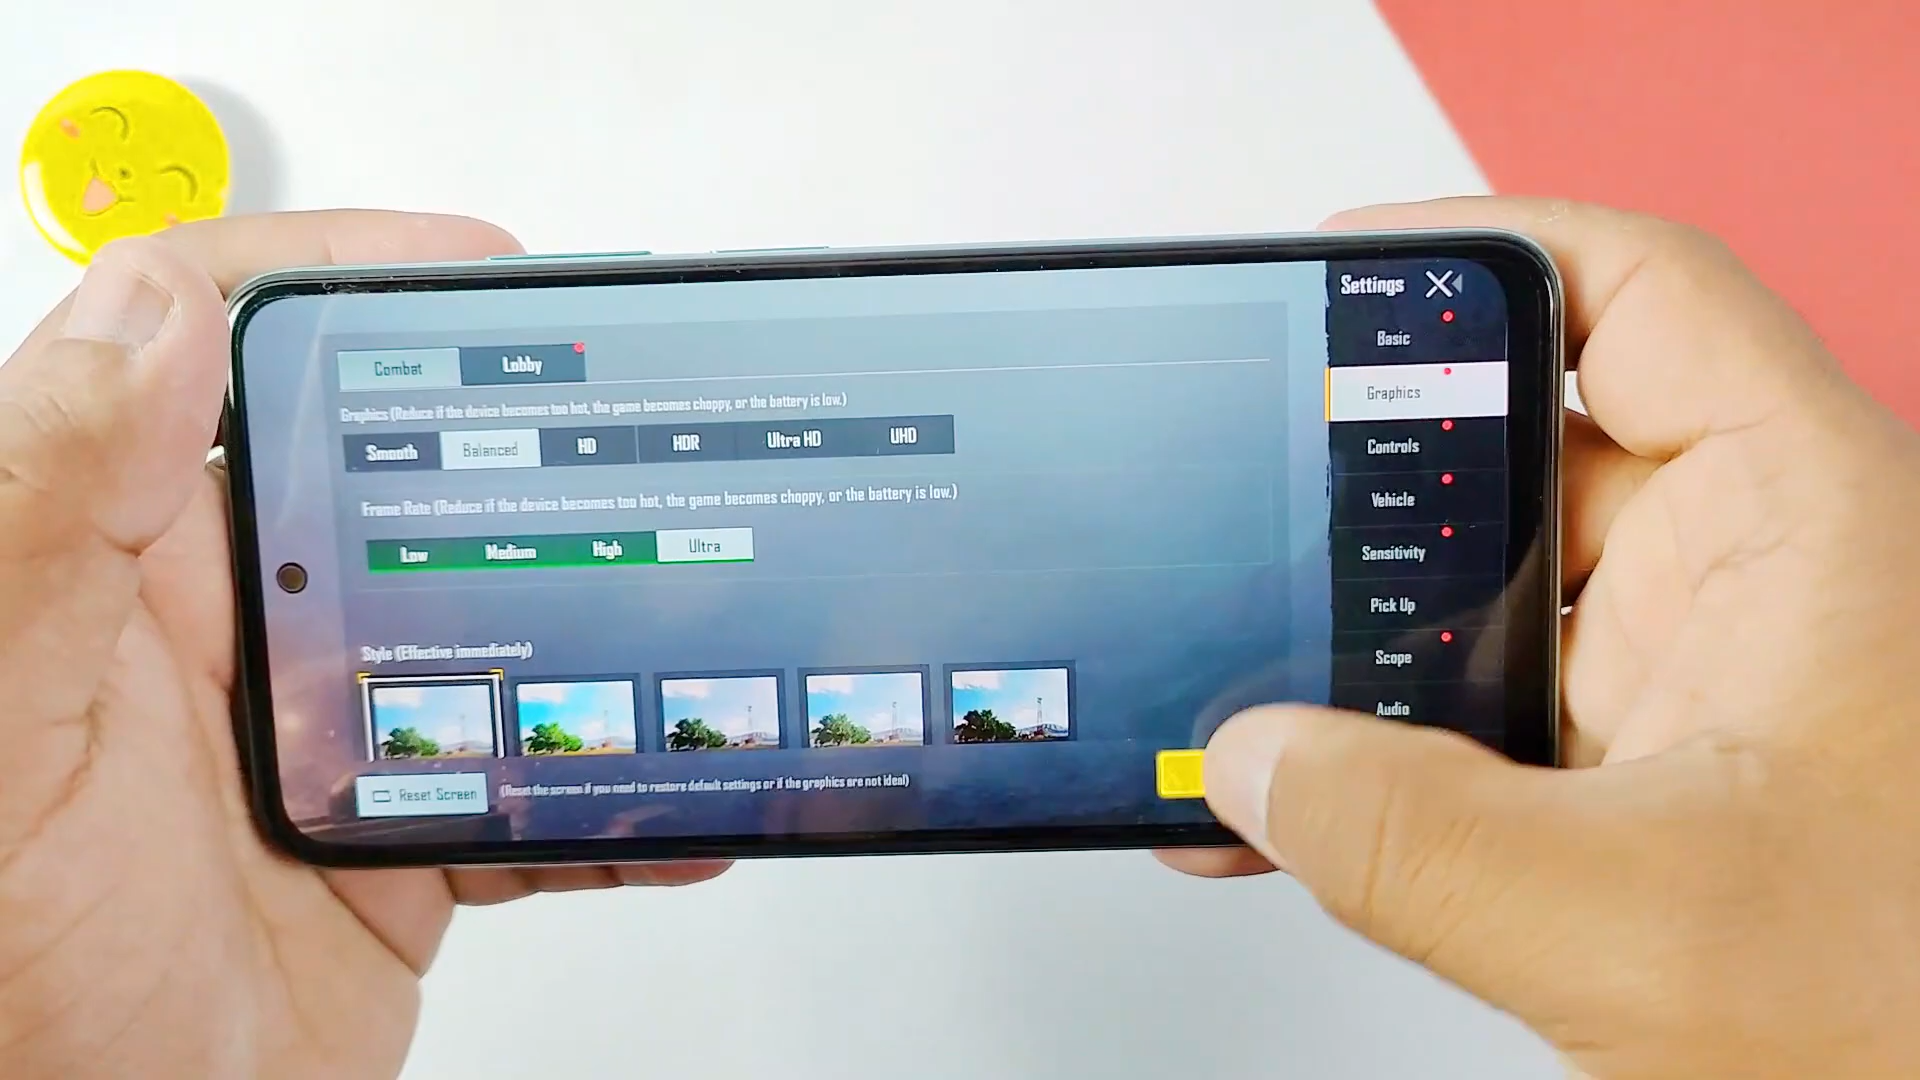 Settings
Basic
Combat Lobby
Graphics
Graphics (Reduce if the device becomes too hot, the game becomes choppy, or the battery is low.)
Smooth Balanced HD HDR Ultra HD UHD
Controls
Frame Rate (Reduce if the device becomes too hot, the game becomes choppy, or the battery is low.)
Vehicle
Low Medium High Ultra
Sensitivity
Pick Up
Style (Effective immediately)
Scope
Audio
Reset Screen (Reset the screen if you need to restore default settings or if the graphics are not ideal)